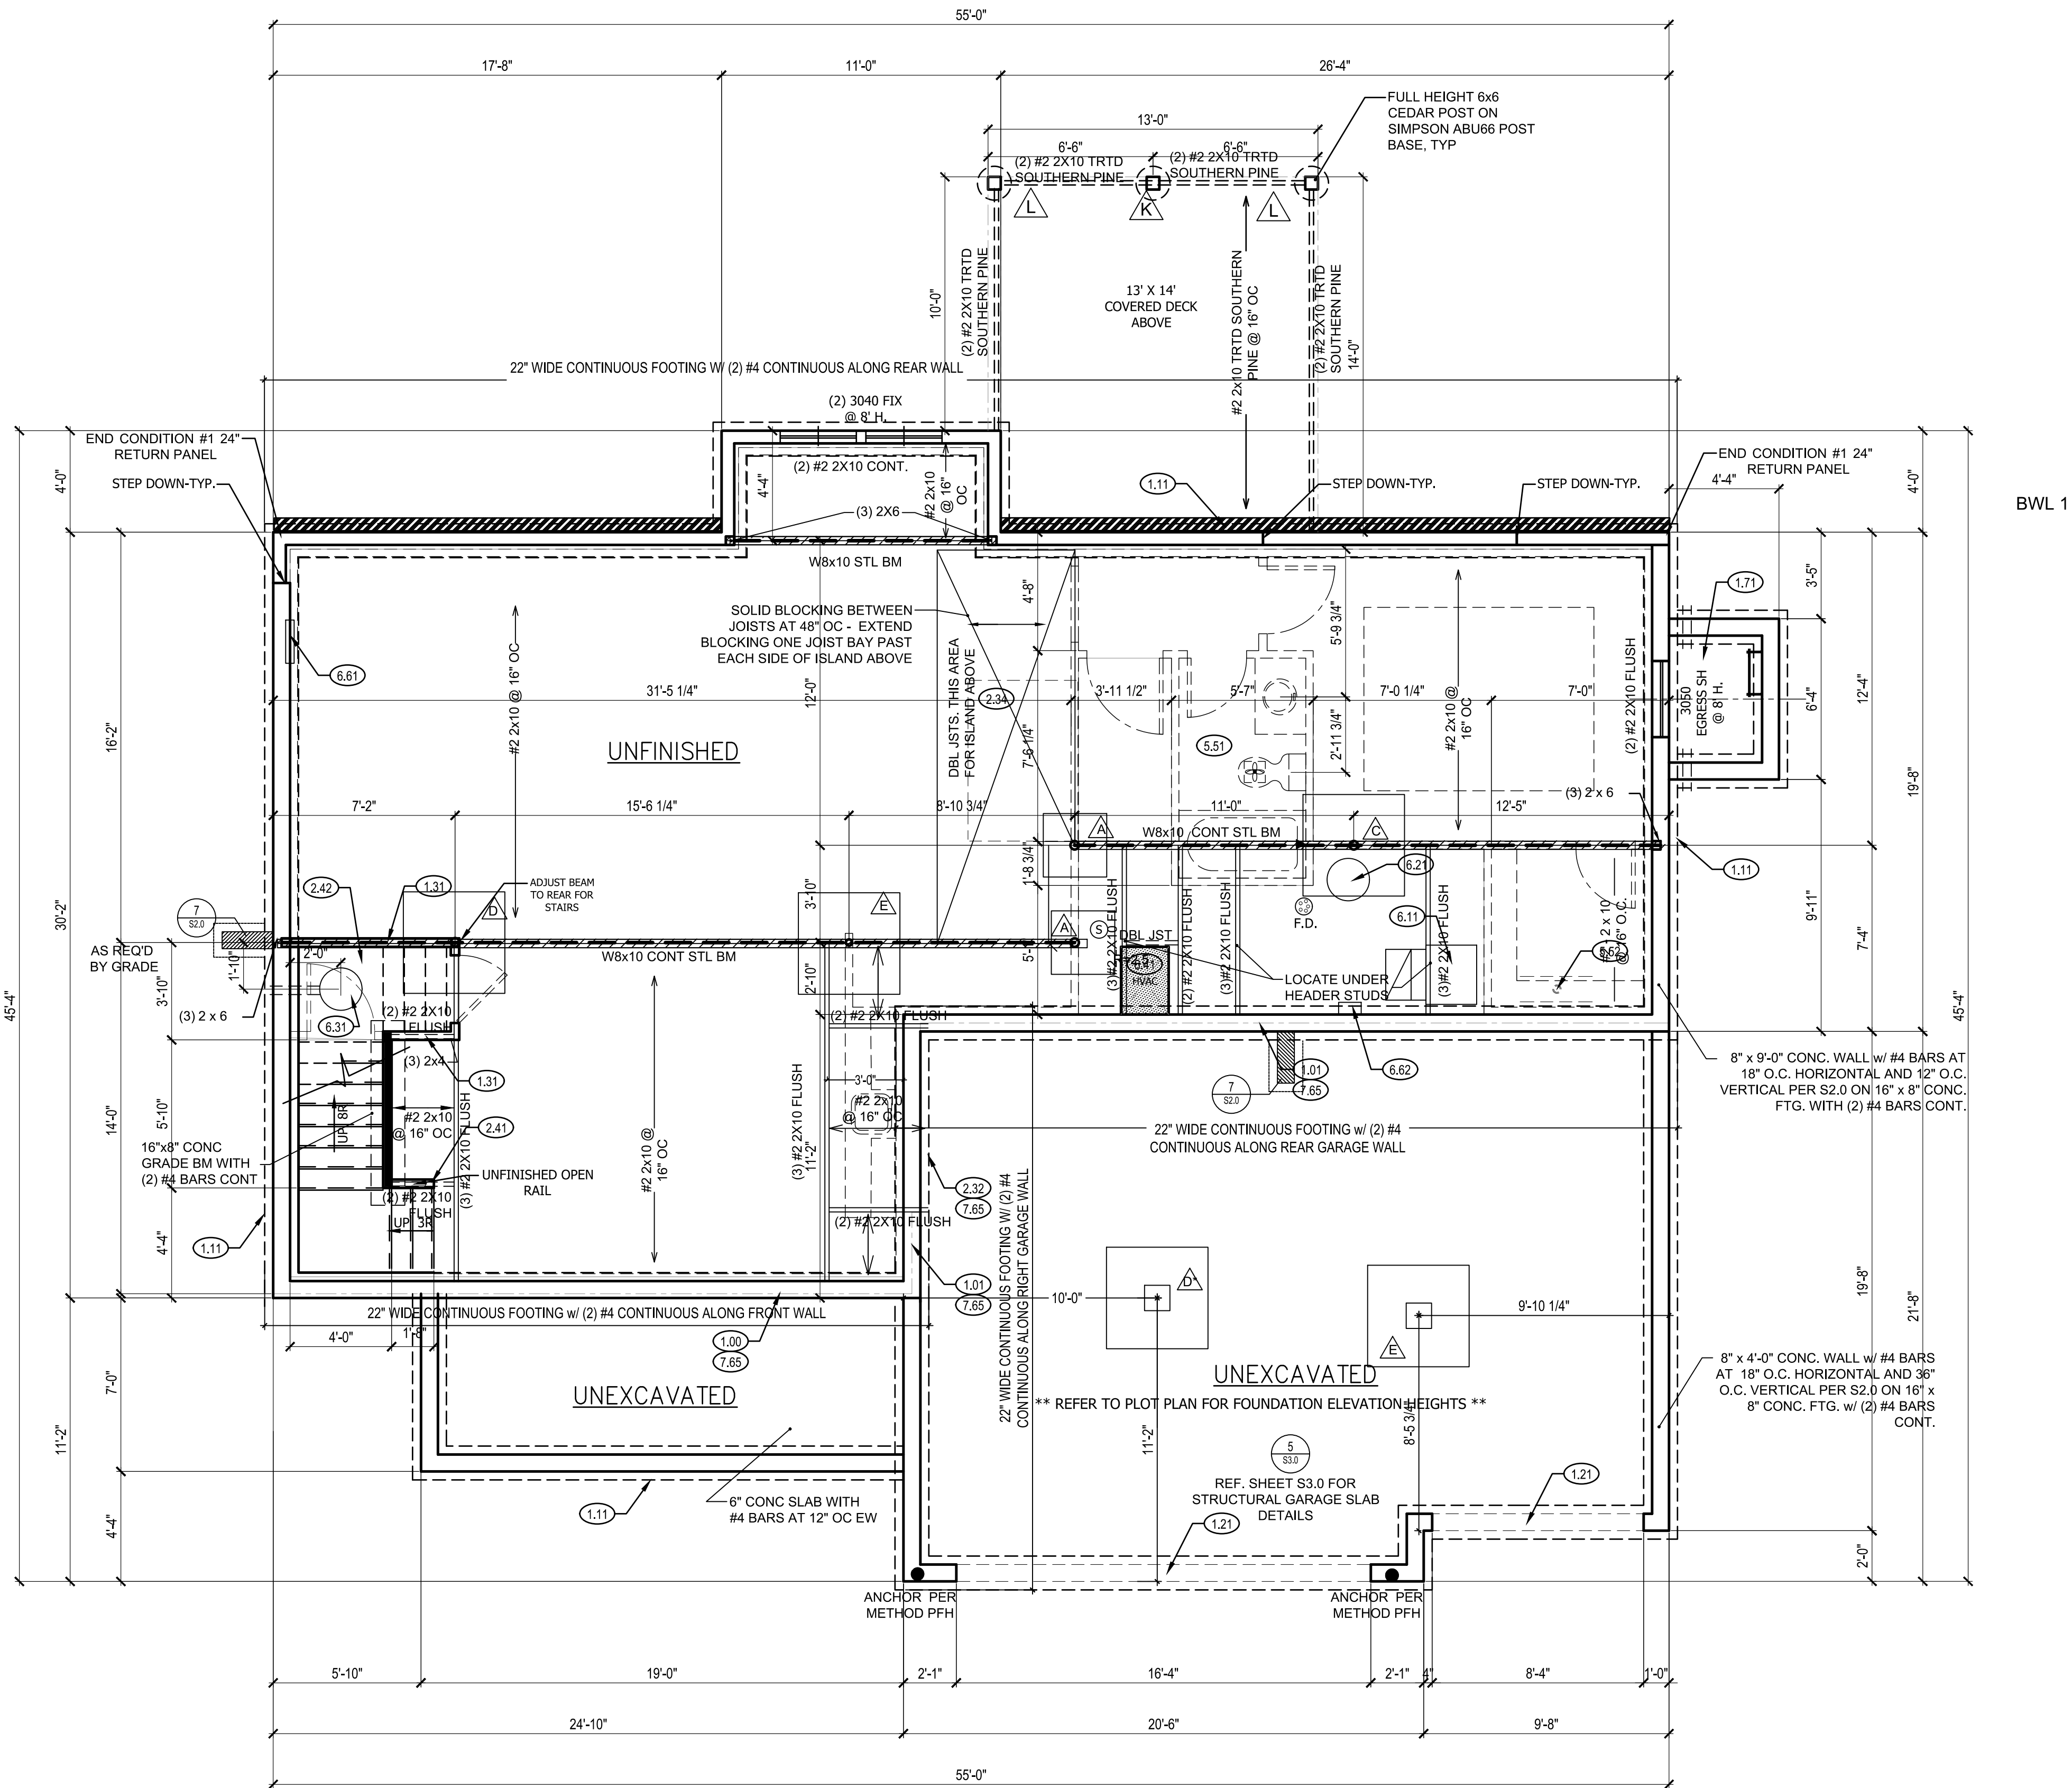 55'-0"
17'-8"
11'-0"
26'-4"
FULL HEIGHT 6x6
CEDAR POST ON
SIMPSON ABU66 POST
BASE, TYP
13'-0"
6'-6"
6'-6"
(2) #2 2X10 TRTD
SOUTHERN PINE
(2) #2 2X10 TRTD
SOUTHERN PINE
L
K
L
10'-0"
(2) #2 2X10 TRTD
SOUTHERN PINE
13' X 14'
COVERED DECK
ABOVE
#2 2x10 TRTD SOUTHERN
PINE @ 16" OC
(2) #2 2X10 TRTD
SOUTHERN PINE
14'-0"
22" WIDE CONTINUOUS FOOTING W/ (2) #4 CONTINUOUS ALONG REAR WALL
(2) 3040 FIX
@ 8' H.
END CONDITION #1 24"
RETURN PANEL
STEP DOWN-TYP.
4'-0"
4'-4"
(2) #2 2X10 CONT.
#2 2x10
@ 16"
OC
(3) 2X6
W8x10 STL BM
1.11
STEP DOWN-TYP.
STEP DOWN-TYP.
END CONDITION #1 24"
RETURN PANEL
4'-4"
4'-0"
BWL 1
SOLID BLOCKING BETWEEN
JOISTS AT 48" OC - EXTEND
BLOCKING ONE JOIST BAY PAST
EACH SIDE OF ISLAND ABOVE
DBL JSTS. THIS AREA
FOR ISLAND ABOVE
2.34
4'-8"
5'-9 3/4"
3'-5"
1.71
6.61
#2 2x10 @ 16" OC
31'-5 1/4"
12'-0"
3'-11 1/2"
5'-7"
7'-0 1/4"
7'-0"
#2 2x10 @
16" OC
(2) #2 2X10 FLUSH
3050
EGRESS SH
@ 8' H.
6'-4"
12'-4"
16'-2"
UNFINISHED
7'-6 1/4"
5.51
2'-11 3/4"
19'-8"
7'-2"
15'-6 1/4"
8'-10 3/4"
11'-0"
12'-5"
(3) 2 x 6
A
W8x10 CONT STL BM
C
1'-8 3/4"
6.21
1.11
2.42
1.31
D
ADJUST BEAM
TO REAR FOR
STAIRS
3'-10"
E
(3)#2 2X10 FLUSH
(2) #2 2X10 FLUSH
(3)#2 2X10 FLUSH
F.D.
6.11
(3)#2 2X10 FLUSH
@ 16" O.C.
9'-11"
7'-4"
30'-2"
7
S2.0
AS REQ'D
BY GRADE
2'-0"
1'-10"
3'-10"
W8x10 CONT STL BM
A
S
DBL JST
HVAC
LOCATE UNDER
HEADER STUDS
2'-10"
45'-4"
45'-4"
(3) 2 x 6
6.31
(2) #2 2X10
FLUSH
(3) 2x4
1.31
(2) #2 2X10 FLUSH
7
S2.0
1.01
7.65
6.62
8" x 9'-0" CONC. WALL w/ #4 BARS AT
18" O.C. HORIZONTAL AND 12" O.C.
VERTICAL PER S2.0 ON 16" x 8" CONC.
FTG. WITH (2) #4 BARS CONT.
14'-0"
5'-10"
UP 8R
#2 2x10
@ 16" OC
(3) #2 2X10 FLUSH
2.41
#2 2x10 @
16" OC
(3) #2 2X10 FLUSH
11'-2"
3'-0"
#2 2x10
@ 16" OC
22" WIDE CONTINUOUS FOOTING w/ (2) #4
CONTINUOUS ALONG REAR GARAGE WALL
16"x8" CONC
GRADE BM WITH
(2) #4 BARS CONT
UNFINISHED OPEN
RAIL
(2) #2 2X10
FLUSH
UP 3R
2.32
7.65
(2) #2 2X10 FLUSH
22" WIDE CONTINUOUS FOOTING W/ (2) #4
CONTINUOUS ALONG RIGHT GARAGE WALL
1.11
4'-4"
1.01
7.65
10'-0"
D*
E
9'-10 1/4"
19'-8"
21'-8"
22" WIDE CONTINUOUS FOOTING w/ (2) #4 CONTINUOUS ALONG FRONT WALL
4'-0"
1'-8"
1.00
7.65
7'-0"
UNEXCAVATED
UNEXCAVATED
** REFER TO PLOT PLAN FOR FOUNDATION ELEVATION HEIGHTS **
8" x 4'-0" CONC. WALL w/ #4 BARS
AT 18" O.C. HORIZONTAL AND 36"
O.C. VERTICAL PER S2.0 ON 16" x
8" CONC. FTG. w/ (2) #4 BARS
CONT.
11'-2"
11'-2"
8'-5 3/4"
5
S3.0
REF. SHEET S3.0 FOR
STRUCTURAL GARAGE SLAB
DETAILS
1.21
1.21
4'-4"
1.11
6" CONC SLAB WITH
#4 BARS AT 12" OC EW
2'-0"
ANCHOR PER
METHOD PFH
ANCHOR PER
METHOD PFH
5'-10"
19'-0"
2'-1"
16'-4"
2'-1"
4"
8'-4"
1'-0"
24'-10"
20'-6"
9'-8"
55'-0"